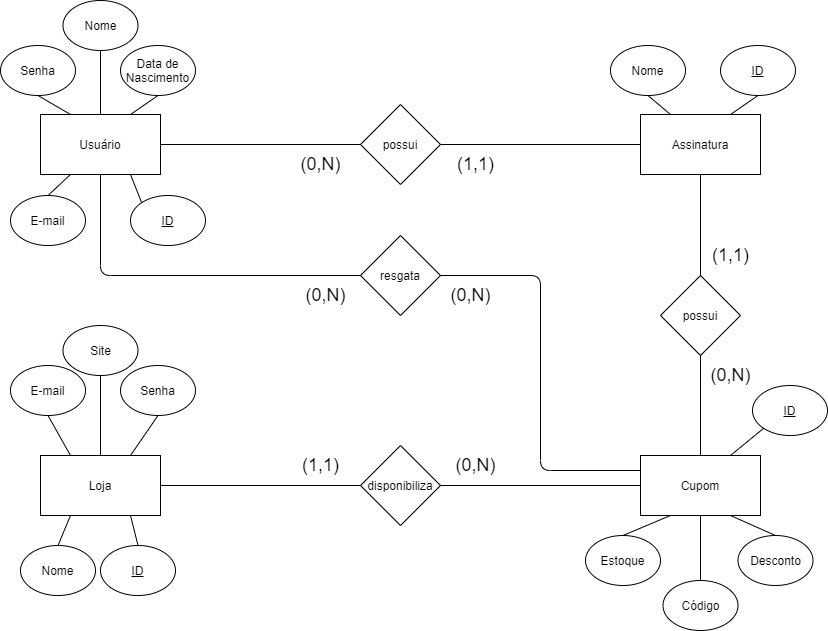 Nome
Senha
Data de
Nascimento
Nome
ID
Usuário
possui
Assinatura
(0,N)
(1,1)
E-mail
ID
(1,1)
resgata
(0,N)
(0,N)
possui
Site
(0,N)
E-mail
Senha
ID
(1,1)
(0,N)
Loja
disponibiliza
Cupom
Nome
ID
Estoque
Desconto
Código